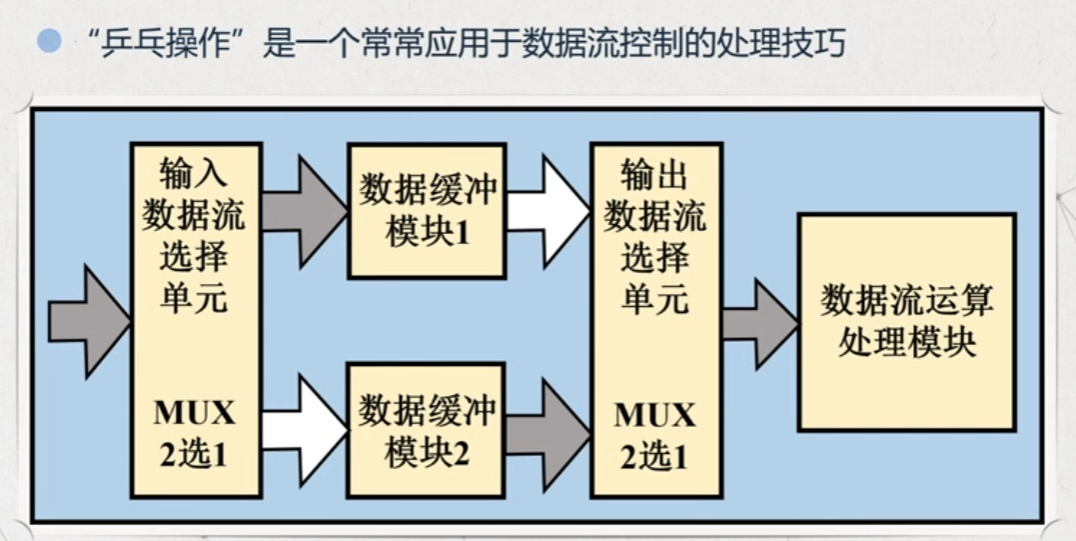 “乒乓操作”是一个常常应用于数据流控制的处理技巧
输入
数据流
选择
单元
MUX
2选1
数据缓冲
模块1
数据缓冲
模块2
输出
数据流
选择
单元
MUX
2选1
数据流运算
处理模块